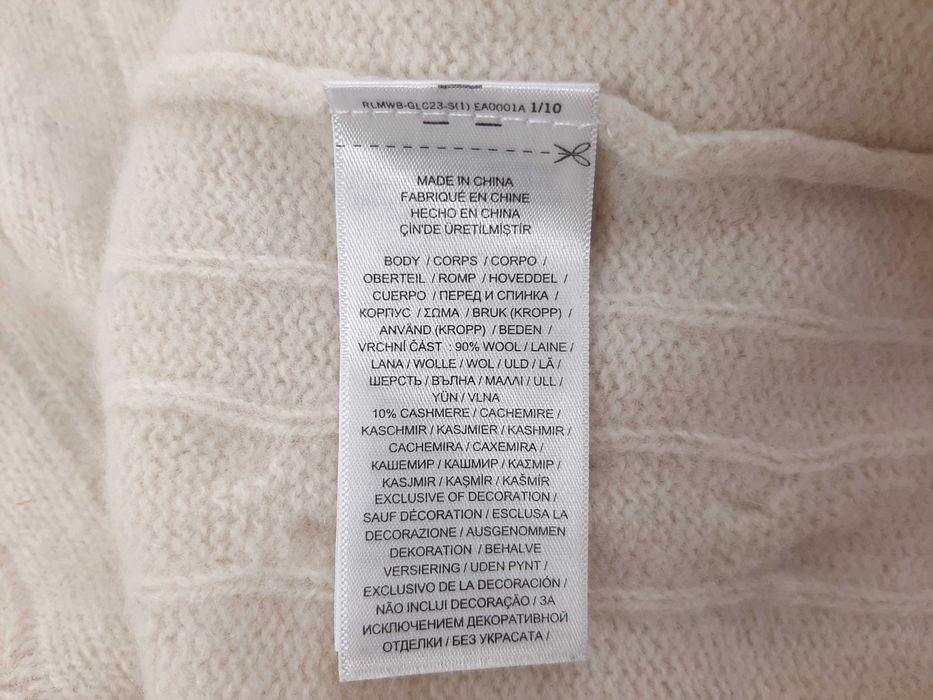 RLMWB-GLC23-S(1) EA0001A 1/10
MADE IN CHINA
FABRIQUÉ EN CHINE
HECHO EN CHINA
ÇİN'DE ÜRETİLMİŞTİR
BODY / CORPS / CORPO /
OBERTEIL / ROMP / HOVEDDEL /
CUERPO / ПЕРЕД И СПИНКА /
КОРПУС / ΣΩΜΑ / BRUK (KROPP) /
ANVÄND (KROPP) / BEDEN /
VRCHNÍ ČÁST : 90% WOOL / LAINE /
LANA / WOLLE / WOL / ULD / LÃ /
ШЕРСТЬ / ВЪЛНА / ΜΑΛΛΙ / ULL /
YÜN / VLNA
10% CASHMERE / CACHEMIRE /
KASCHMIR / KASJMIER / KASHMIR /
CACHEMIRA / CAXEMIRA /
КАШЕМИР / КАШМИР / ΚΑΣΜΙΡ /
KASJMIR / KAŞMİR / KAŠMÍR
EXCLUSIVE OF DECORATION /
SAUF DÉCORATION / ESCLUSA LA
DECORAZIONE / AUSGENOMMEN
DEKORATION / BEHALVE
VERSIERING / UDEN PYNT /
EXCLUSIVO DE LA DECORACIÓN /
NÃO INCLUI DECORAÇÃO / ЗА
ИСКЛЮЧЕНИЕМ ДЕКОРАТИВНОЙ
ОТДЕЛКИ / БЕЗ УКРАСАТА /